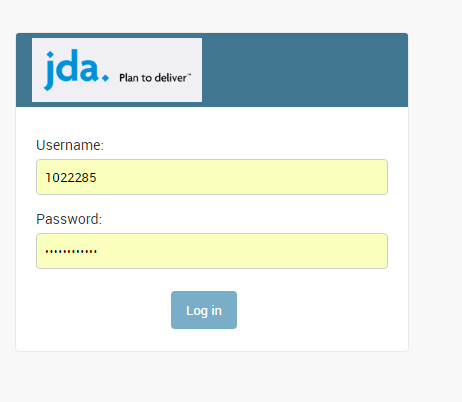 jda. Plan to deliver™
Username:
1022285
Password:
••••••••••••
Log in